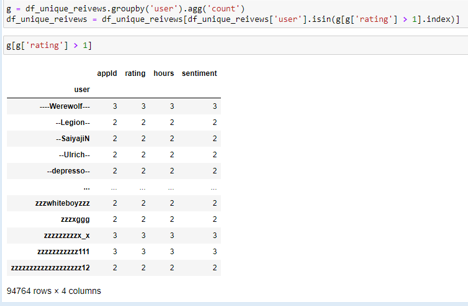 g = df_unique_reivews.groupby('user').agg('count')
df_unique_reivews = df_unique_reivews[df_unique_reivews['user'].isin(g[g['rating'] > 1].index)]
g[g['rating'] > 1]
appId rating hours sentiment
user
----Werewolf--- 3 3 3 3
--Legion-- 2 2 2 2
--SaiyajiN 2 2 2 2
--Ulrich-- 2 2 2 2
--depresso-- 2 2 2 2
... ... ... ... ...
zzzwhiteboyzzz 2 2 2 2
zzzxggg 2 2 2 2
zzzzzzzzzx_x 3 3 3 3
zzzzzzzzzzz111 3 3 3 3
zzzzzzzzzzzzzzzzzz12 2 2 2 2
94764 rows × 4 columns